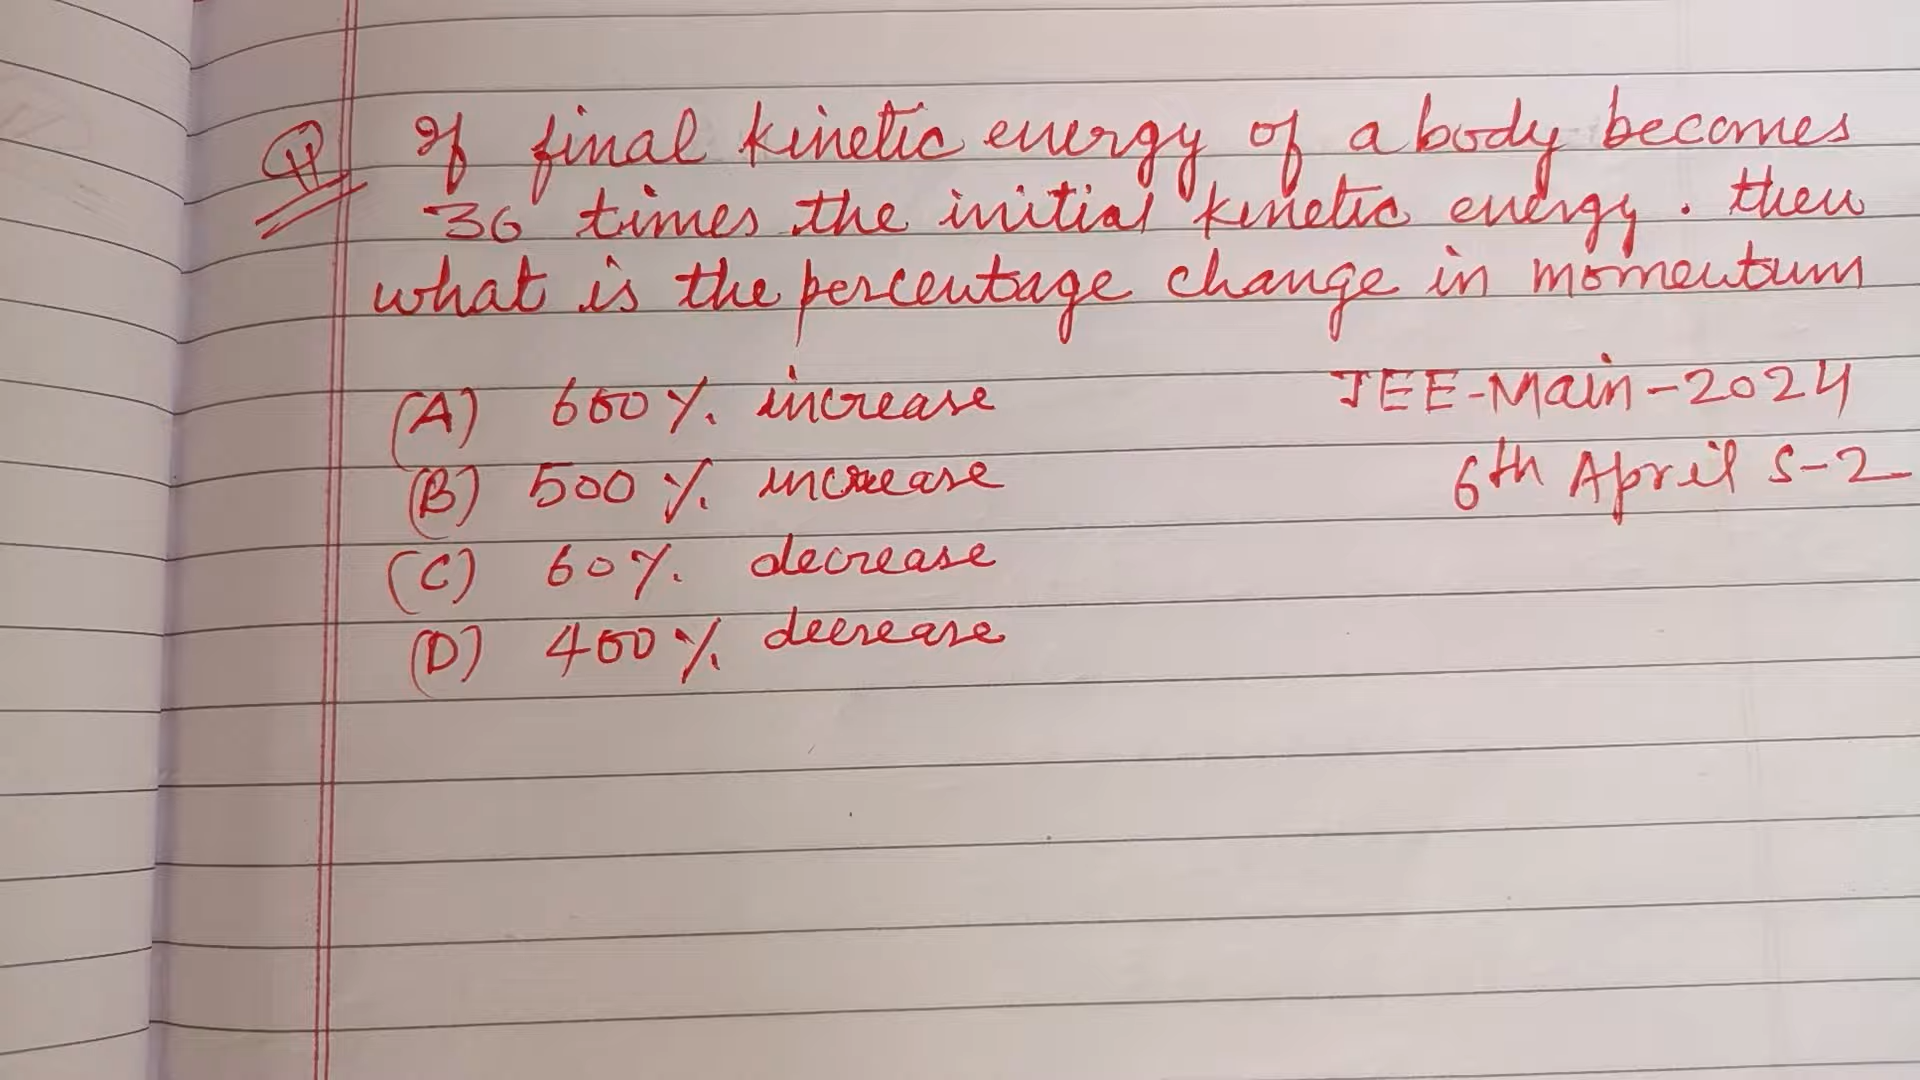 Q If final kinetic energy of a body becomes
36 times the initial kinetic energy. then
what is the percentage change in momentum
(A) 600% increase JEE-Main-2024
(B) 500% increase 6th April S-2
(C) 60% decrease
(D) 400% decrease